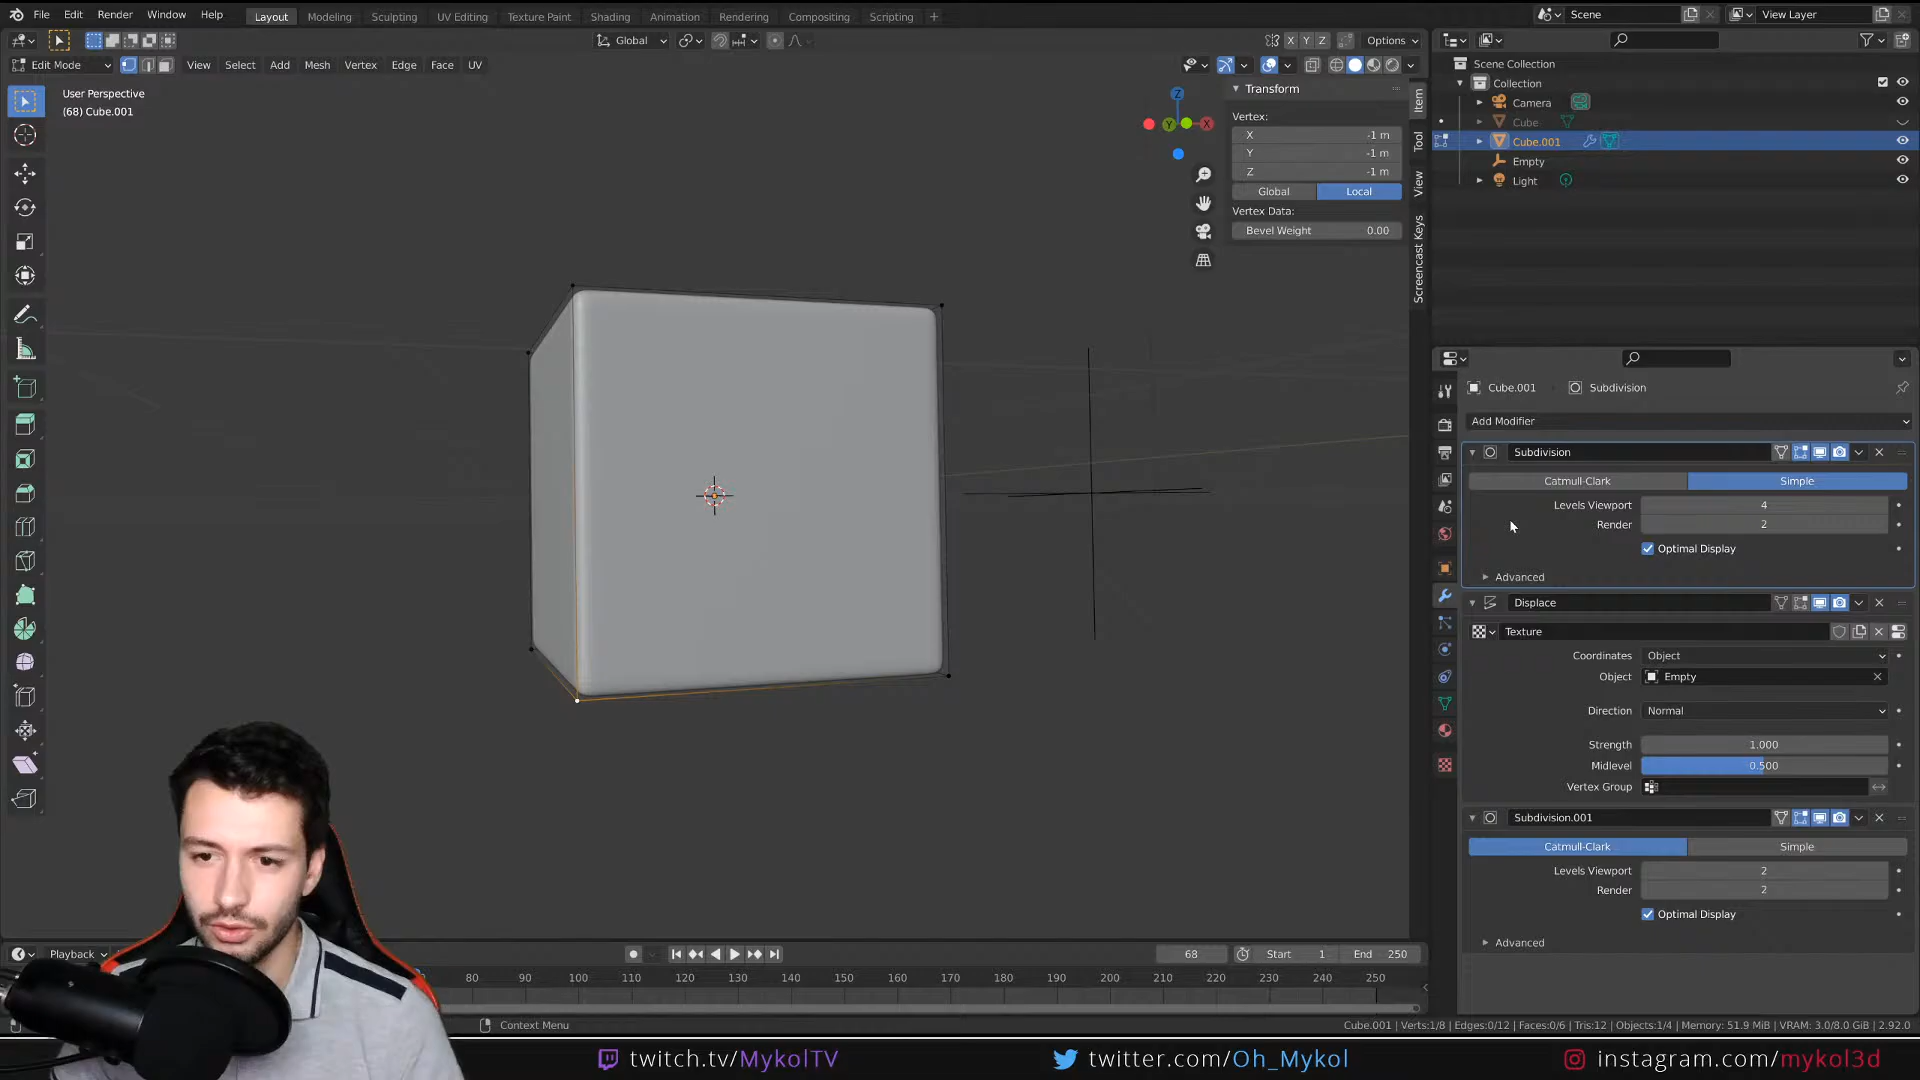 File Edit Render Window Help Layout Modeling Sculpting UV Editing Texture Paint Shading Animation Rendering Compositing Scripting + Scene View Layer
Global X Y Z Options
Edit Mode View Select Add Mesh Vertex Edge Face UV
User Perspective
(68) Cube.001
Transform
Vertex:
X -1 m
Y -1 m
Z -1 m
Global Local
Vertex Data:
Bevel Weight 0.00
Item
Tool
View
Screencast Keys
Z
Y
X
Scene Collection
Collection
Camera
Cube
Cube.001
Empty
Light
Cube.001 Subdivision
Add Modifier
Subdivision
Catmull-Clark Simple
Levels Viewport 4
Render 2
Optimal Display
Advanced
Displace
Texture
Coordinates Object
Object Empty
Direction Normal
Strength 1.000
Midlevel 0.500
Vertex Group
Subdivision.001
Catmull-Clark Simple
Levels Viewport 2
Render 2
Optimal Display
Advanced
Playback 68 Start 1 End 250
80 90 100 110 120 130 140 150 160 170 180 190 200 210 220 230 240 250
Context Menu
Cube.001 | Verts:1/8 | Edges:0/12 | Faces:0/6 | Tris:12 | Objects:1/4 | Memory: 51.9 MiB | VRAM: 3.0/8.0 GiB | 2.92.0
twitch.tv/MykolTV twitter.com/Oh_Mykol instagram.com/mykol3d